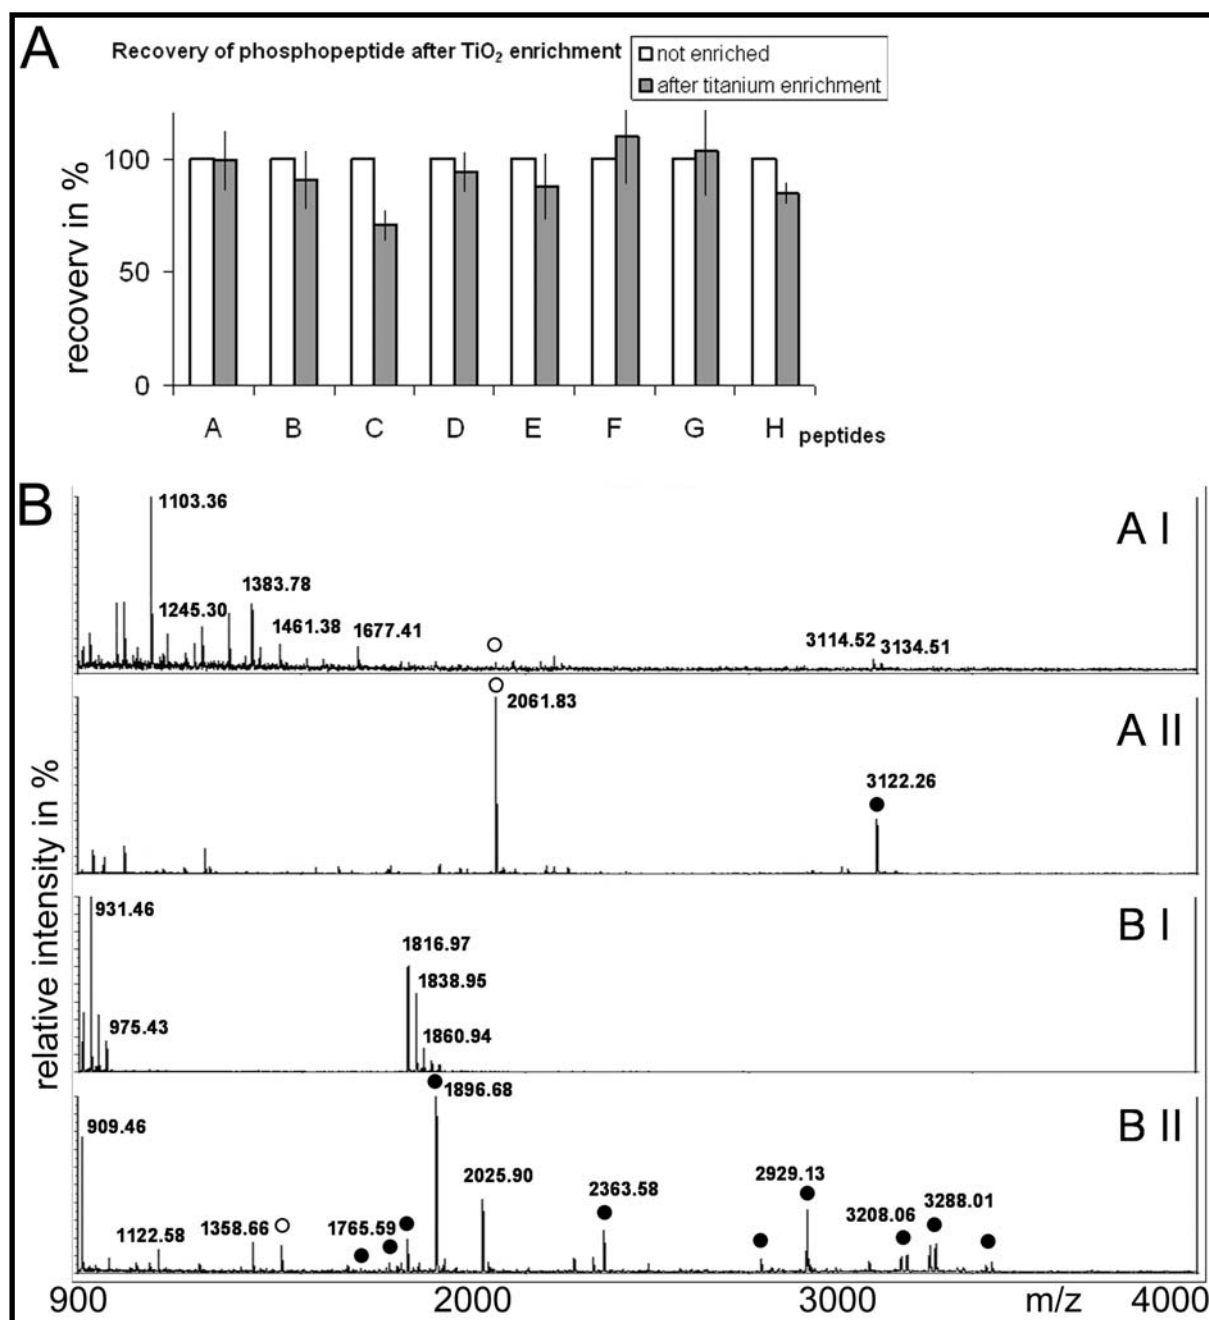 A
Recovery of phosphopeptide after TiO₂ enrichment
not enriched
after titanium enrichment
recovery in %
100
50
0
A B C D E F G H peptides
B
relative intensity in %
1103.36
A I
1383.78
1245.30
1461.38
1677.41
3114.52
3134.51
2061.83
A II
3122.26
931.46
B I
1816.97
1838.95
975.43
1860.94
1896.68
B II
909.46
2025.90
2929.13
2363.58
3288.01
3208.06
1358.66
1765.59
1122.58
900 2000 3000 m/z 4000